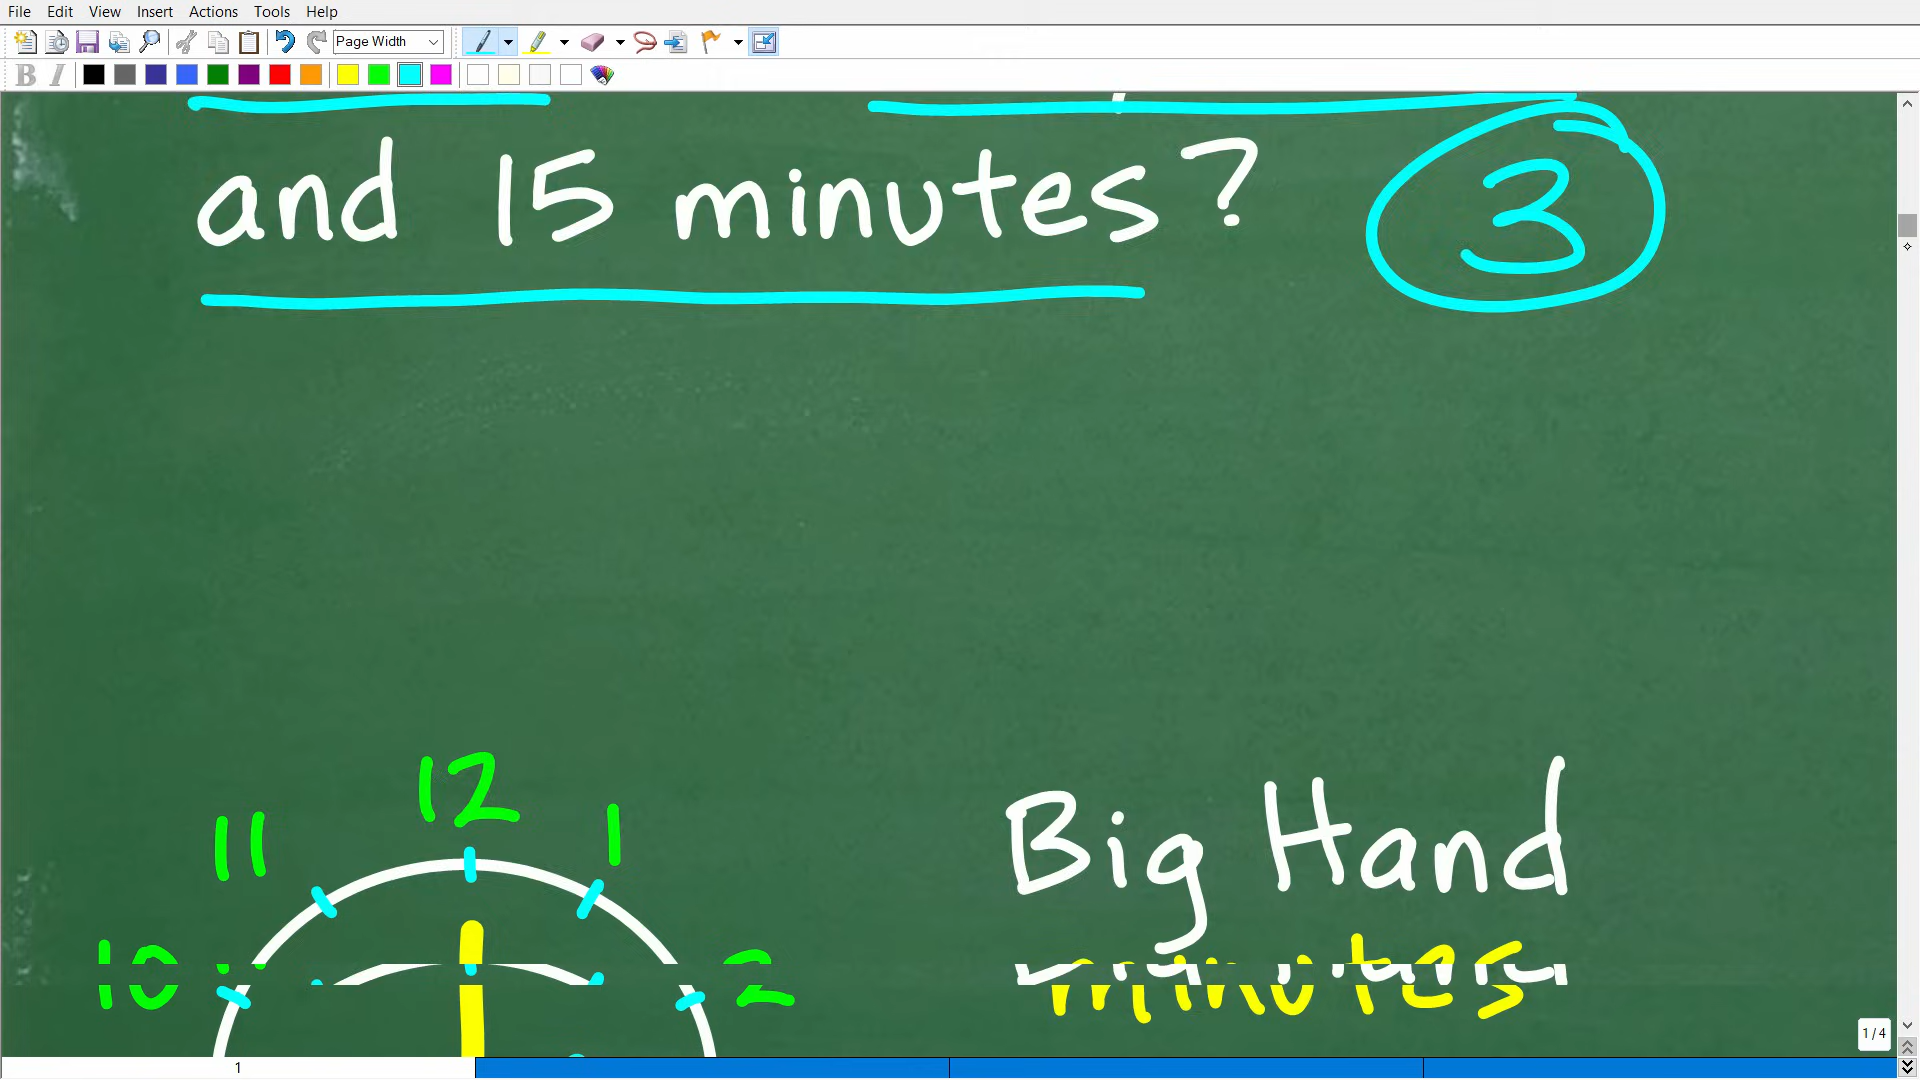 File Edit View Insert Actions Tools Help
Page Width
B I
and 15 minutes? 3
12
11 1
Big Hand
10 2 minutes
1/4
1